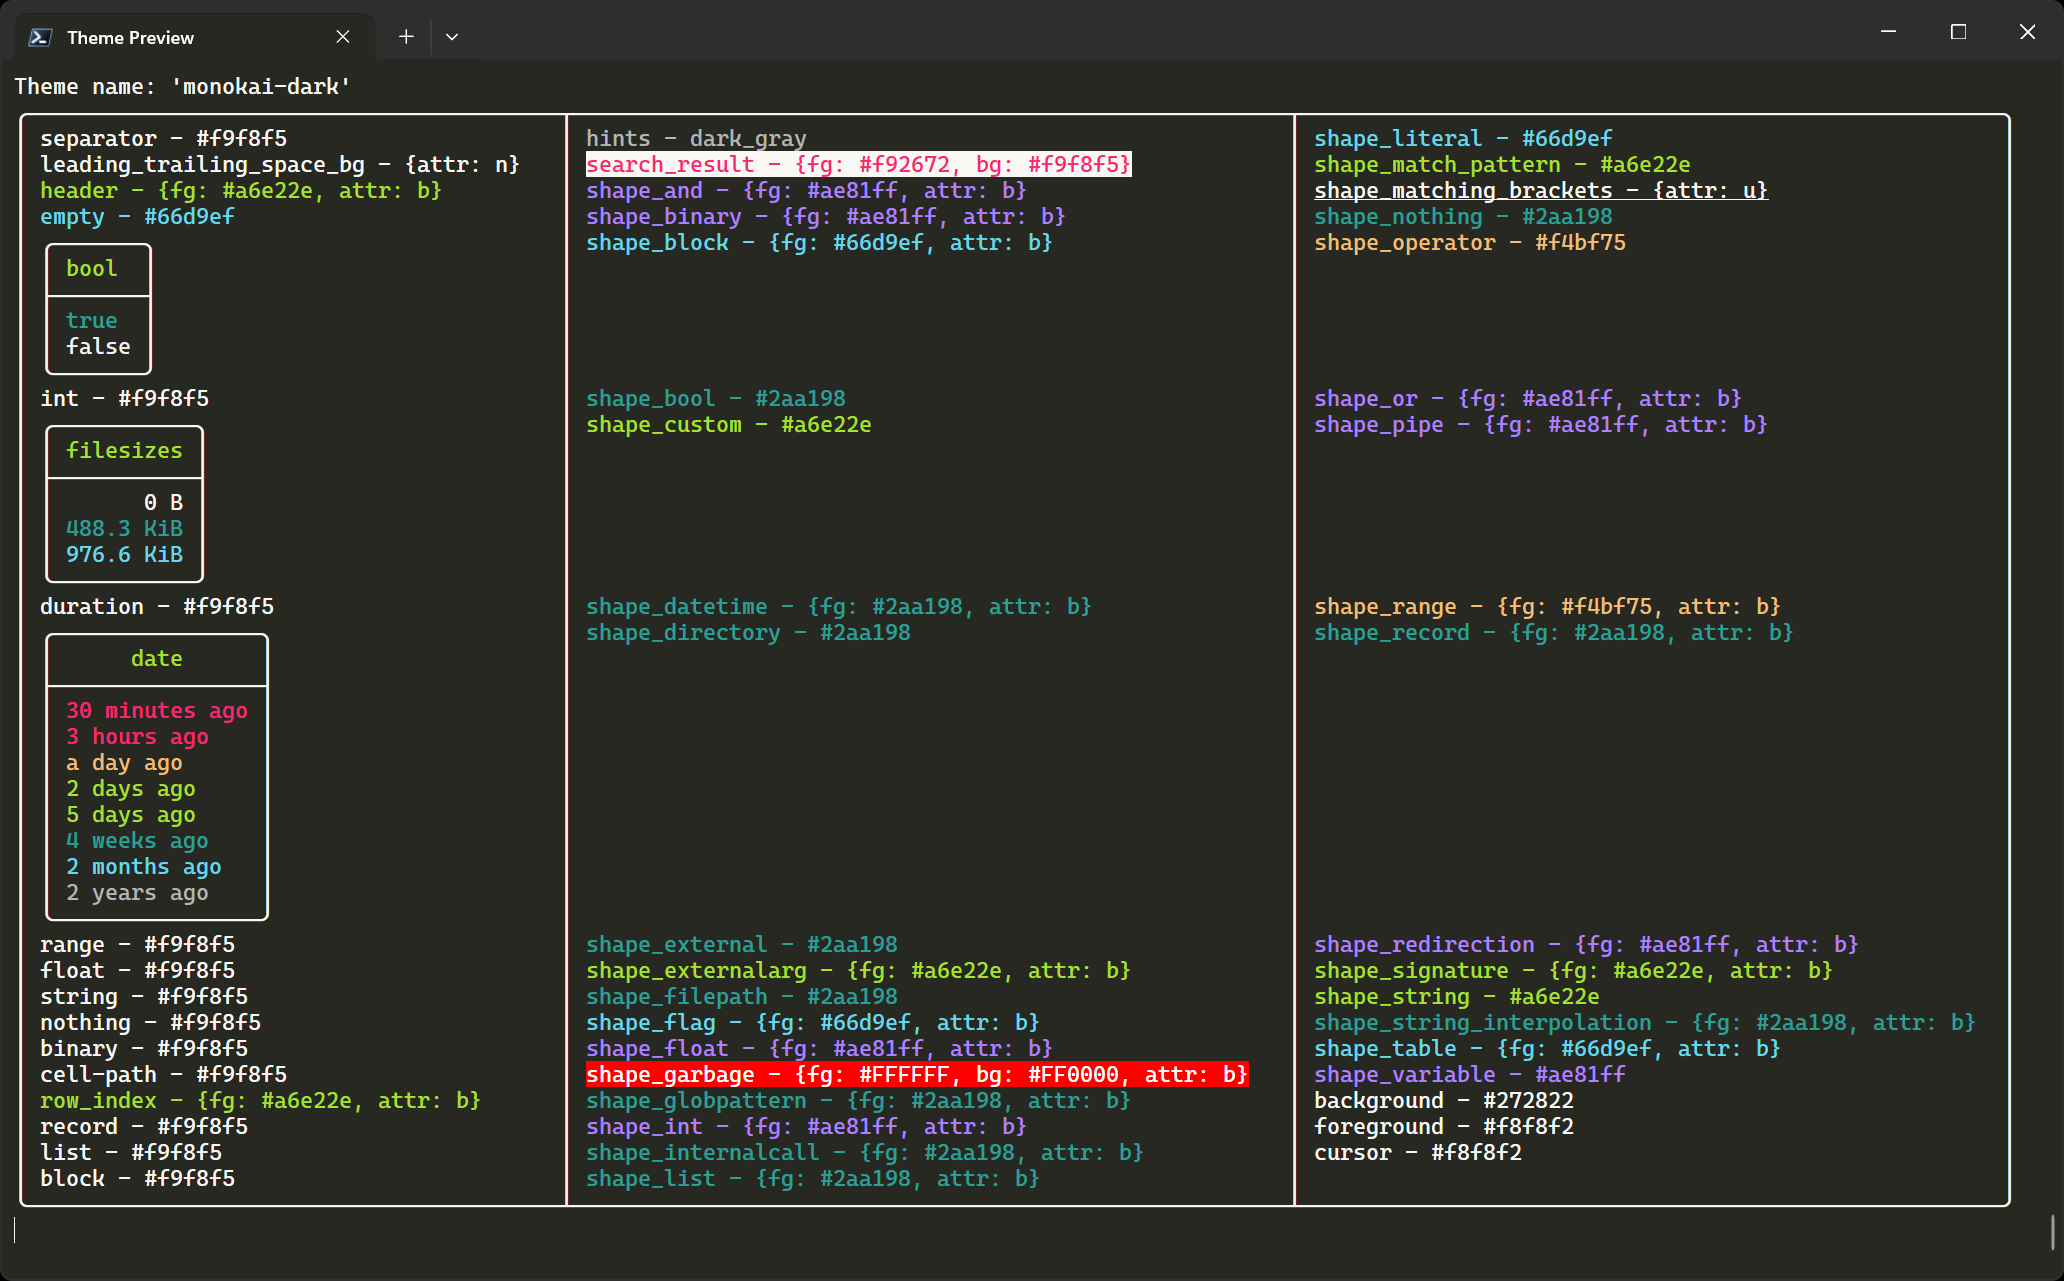 Theme Preview
Theme name: 'monokai-dark'
separator - #f9f8f5
leading_trailing_space_bg - {attr: n}
header - {fg: #a6e22e, attr: b}
empty - #66d9ef
bool
true
false
int - #f9f8f5
filesizes
0 B
488.3 KiB
976.6 KiB
duration - #f9f8f5
date
30 minutes ago
3 hours ago
a day ago
2 days ago
5 days ago
4 weeks ago
2 months ago
2 years ago
range - #f9f8f5
float - #f9f8f5
string - #f9f8f5
nothing - #f9f8f5
binary - #f9f8f5
cell-path - #f9f8f5
row_index - {fg: #a6e22e, attr: b}
record - #f9f8f5
list - #f9f8f5
block - #f9f8f5
hints - dark_gray
search_result - {fg: #f92672, bg: #f9f8f5}
shape_and - {fg: #ae81ff, attr: b}
shape_binary - {fg: #ae81ff, attr: b}
shape_block - {fg: #66d9ef, attr: b}
shape_bool - #2aa198
shape_custom - #a6e22e
shape_datetime - {fg: #2aa198, attr: b}
shape_directory - #2aa198
shape_external - #2aa198
shape_externalarg - {fg: #a6e22e, attr: b}
shape_filepath - #2aa198
shape_flag - {fg: #66d9ef, attr: b}
shape_float - {fg: #ae81ff, attr: b}
shape_garbage - {fg: #FFFFFF, bg: #FF0000, attr: b}
shape_globpattern - {fg: #2aa198, attr: b}
shape_int - {fg: #ae81ff, attr: b}
shape_internalcall - {fg: #2aa198, attr: b}
shape_list - {fg: #2aa198, attr: b}
shape_literal - #66d9ef
shape_match_pattern - #a6e22e
shape_matching_brackets - {attr: u}
shape_nothing - #2aa198
shape_operator - #f4bf75
shape_or - {fg: #ae81ff, attr: b}
shape_pipe - {fg: #ae81ff, attr: b}
shape_range - {fg: #f4bf75, attr: b}
shape_record - {fg: #2aa198, attr: b}
shape_redirection - {fg: #ae81ff, attr: b}
shape_signature - {fg: #a6e22e, attr: b}
shape_string - #a6e22e
shape_string_interpolation - {fg: #2aa198, attr: b}
shape_table - {fg: #66d9ef, attr: b}
shape_variable - #ae81ff
background - #272822
foreground - #f8f8f2
cursor - #f8f8f2